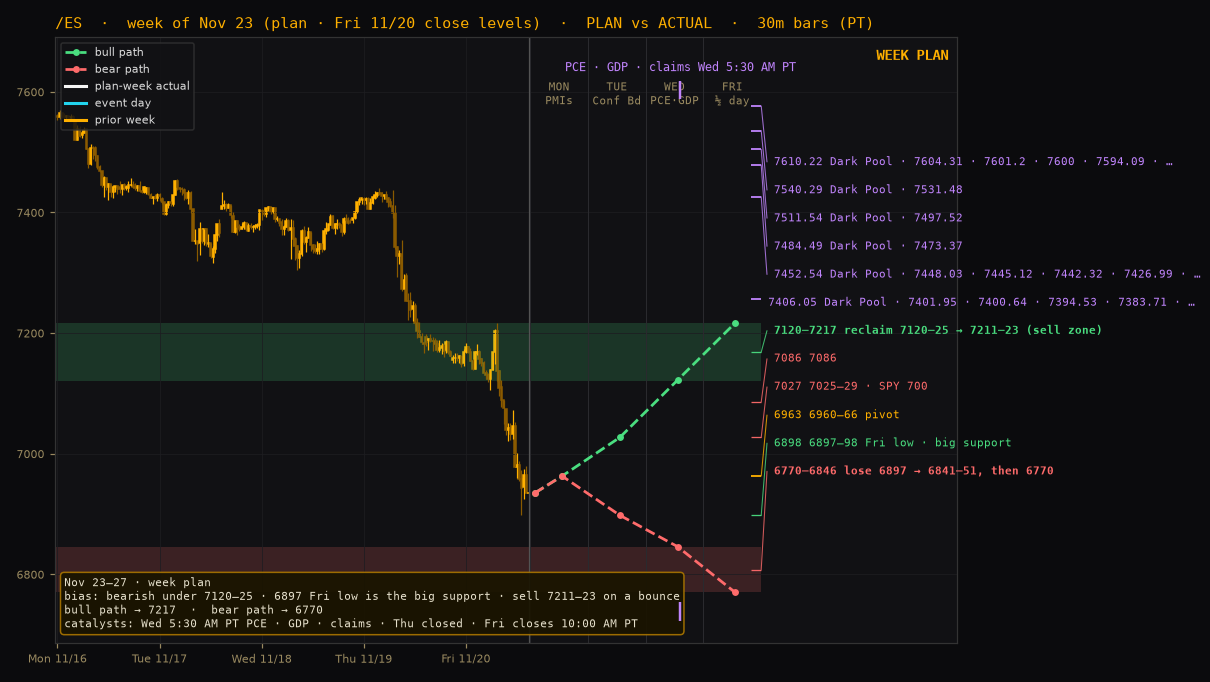 /ES · week of Nov 23 (plan · Fri 11/20 close levels) · PLAN vs ACTUAL · 30m bars (PT)
bull path
bear path
plan-week actual
event day
prior week
WEEK PLAN
PCE · GDP · claims Wed 5:30 AM PT
MON
PMIs
TUE
Conf Bd
WED
PCE·GDP
FRI
½ day
7600
7400
7200
7000
6800
7610.22 Dark Pool · 7604.31 · 7601.2 · 7600 · 7594.09 · …
7540.29 Dark Pool · 7531.48
7511.54 Dark Pool · 7497.52
7484.49 Dark Pool · 7473.37
7452.54 Dark Pool · 7448.03 · 7445.12 · 7442.32 · 7426.99 · …
7406.05 Dark Pool · 7401.95 · 7400.64 · 7394.53 · 7383.71 · …
7120–7217 reclaim 7120–25 → 7211–23 (sell zone)
7086 7086
7027 7025–29 · SPY 700
6963 6960–66 pivot
6898 6897–98 Fri low · big support
6770–6846 lose 6897 → 6841–51, then 6770
Nov 23–27 · week plan
bias: bearish under 7120–25 · 6897 Fri low is the big support · sell 7211–23 on a bounce
bull path → 7217 · bear path → 6770
catalysts: Wed 5:30 AM PT PCE · GDP · claims · Thu closed · Fri closes 10:00 AM PT
Mon 11/16
Tue 11/17
Wed 11/18
Thu 11/19
Fri 11/20